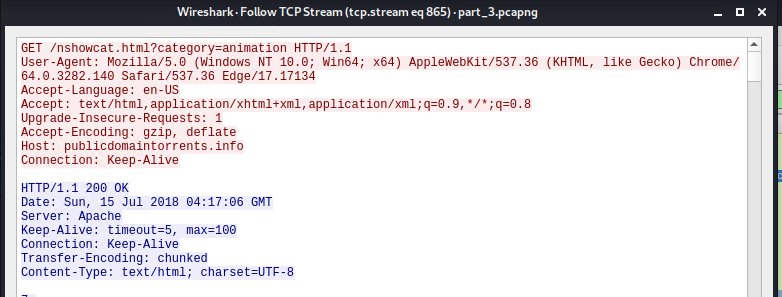 Wireshark · Follow TCP Stream (tcp.stream eq 865) · part_3.pcapng
GET /nshowcat.html?category=animation HTTP/1.1
User-Agent: Mozilla/5.0 (Windows NT 10.0; Win64; x64) AppleWebKit/537.36 (KHTML, like Gecko) Chrome/
64.0.3282.140 Safari/537.36 Edge/17.17134
Accept-Language: en-US
Accept: text/html,application/xhtml+xml,application/xml;q=0.9,*/*;q=0.8
Upgrade-Insecure-Requests: 1
Accept-Encoding: gzip, deflate
Host: publicdomaintorrents.info
Connection: Keep-Alive
HTTP/1.1 200 OK
Date: Sun, 15 Jul 2018 04:17:06 GMT
Server: Apache
Keep-Alive: timeout=5, max=100
Connection: Keep-Alive
Transfer-Encoding: chunked
Content-Type: text/html; charset=UTF-8